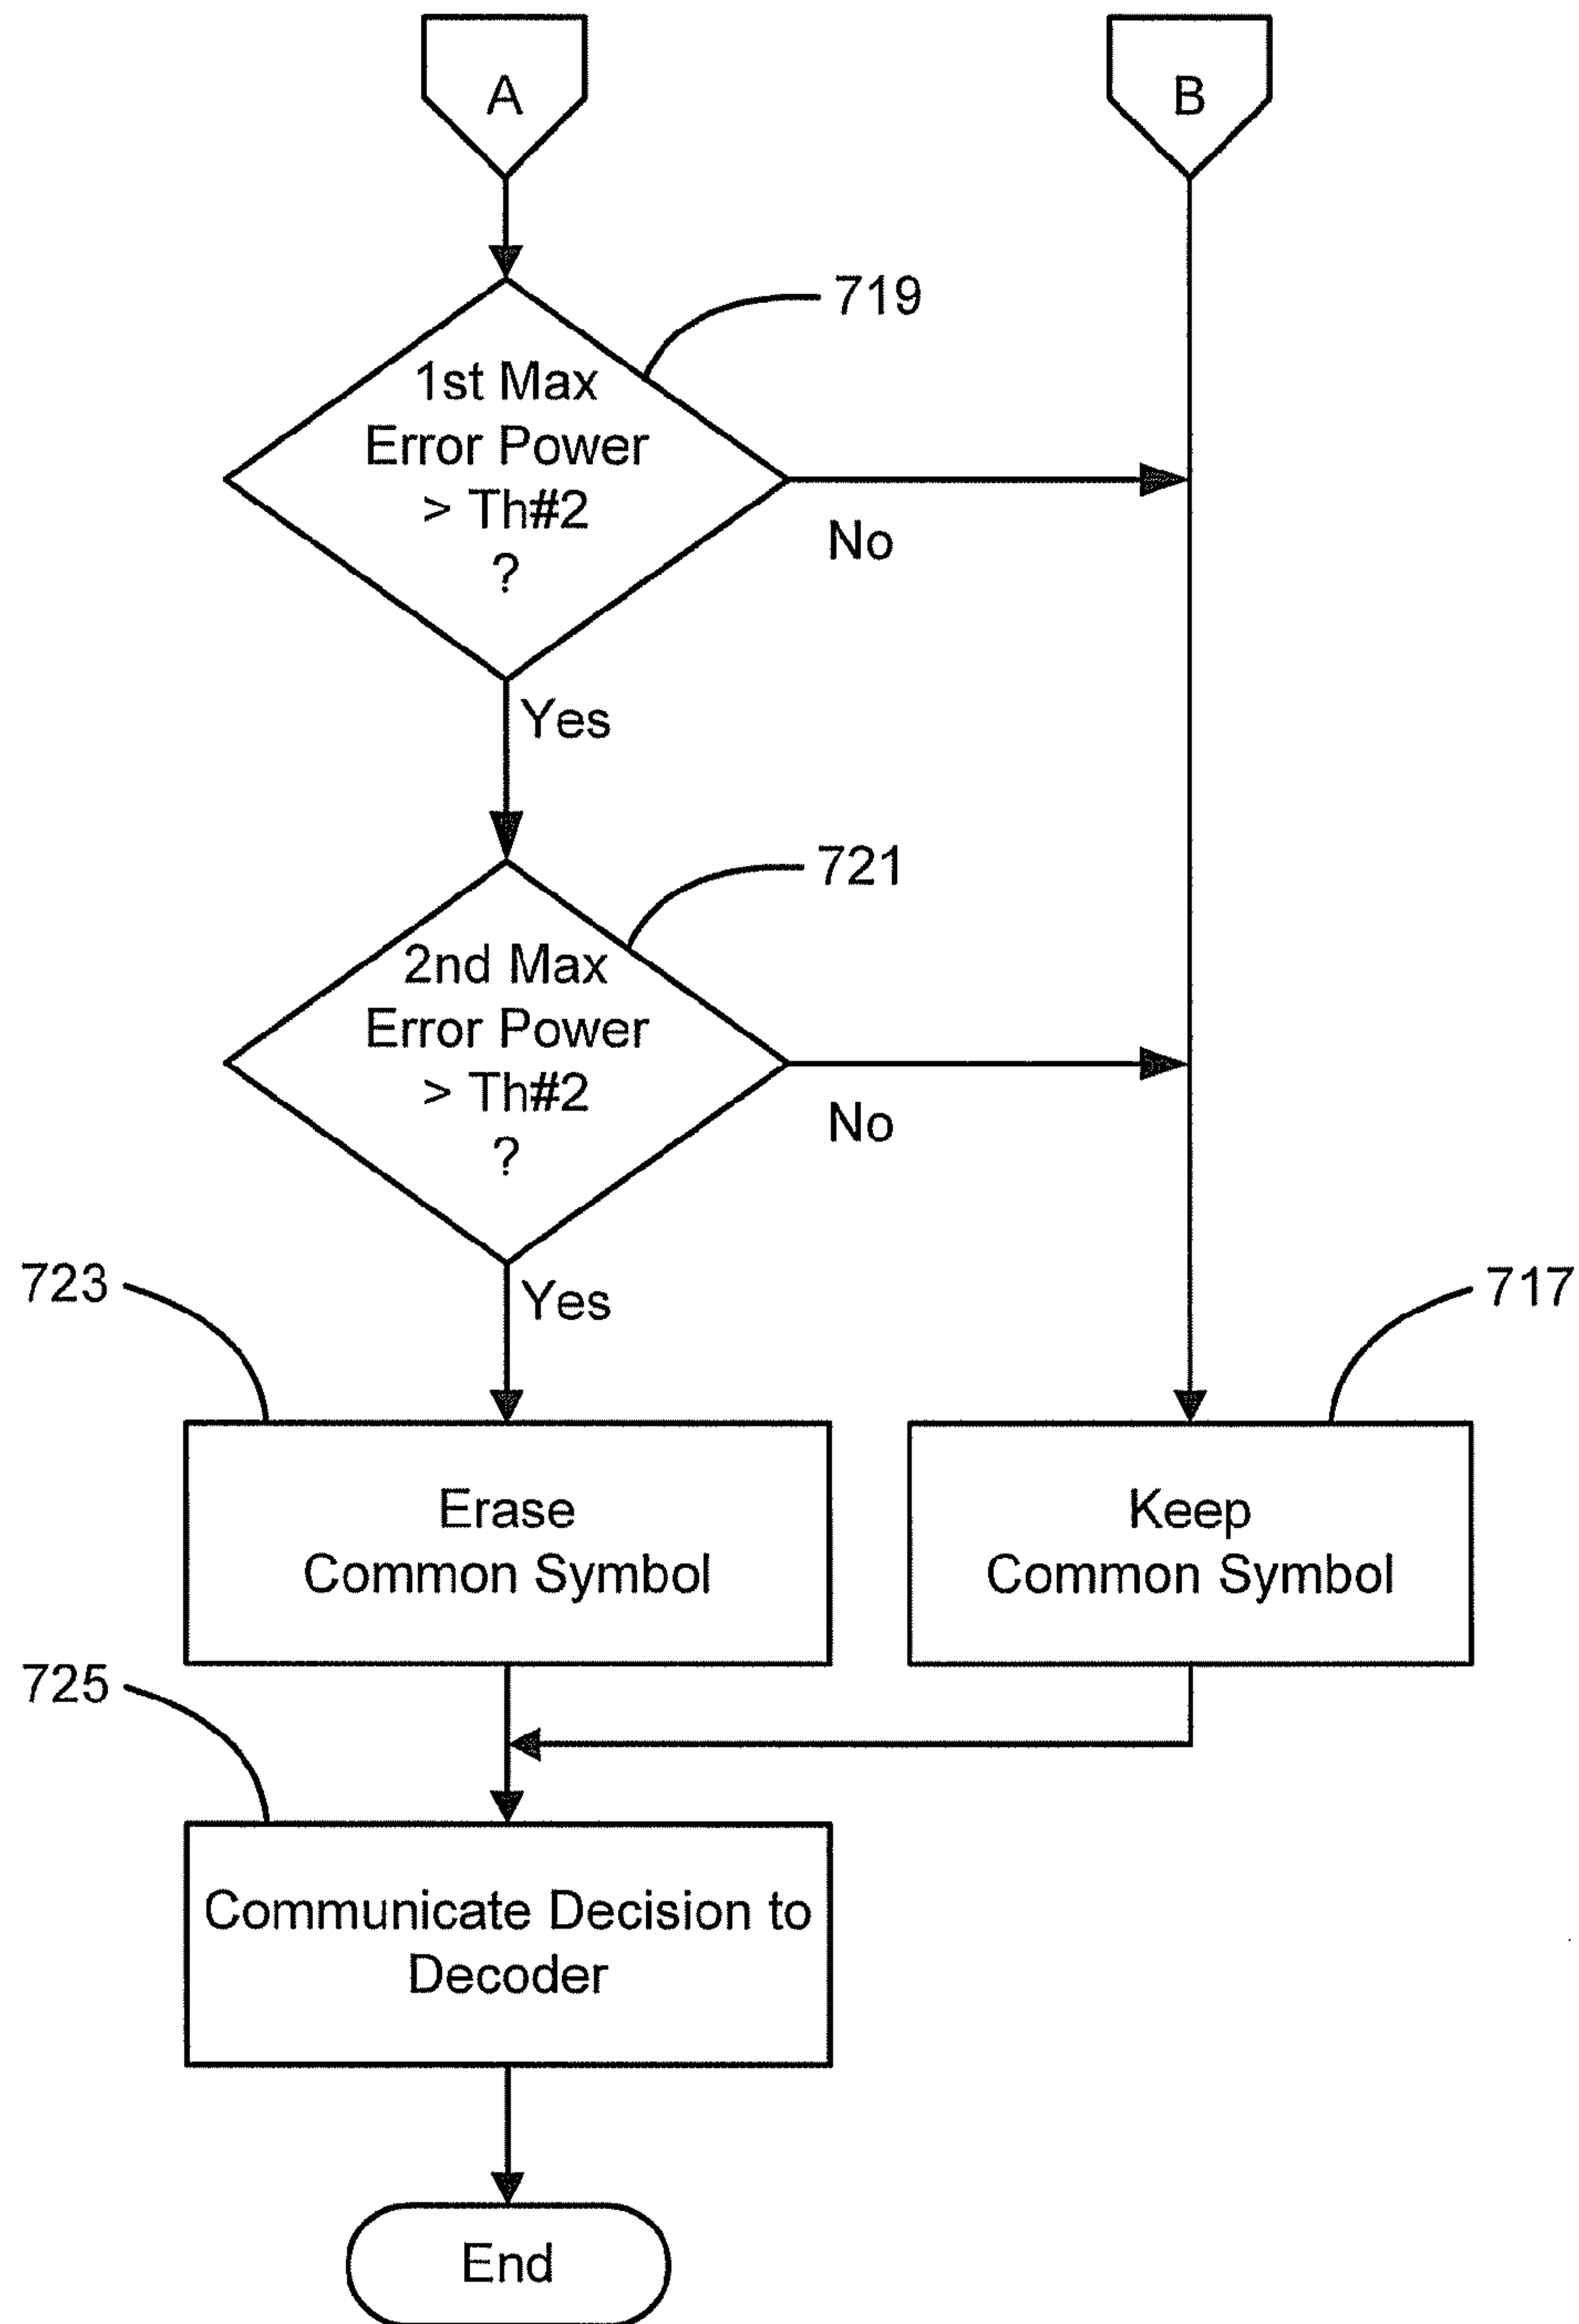 A
B
719
1st Max
Error Power
> Th#2
?
No
Yes
721
2nd Max
Error Power
> Th#2
?
No
Yes
723
717
Erase
Common Symbol
Keep
Common Symbol
725
Communicate Decision to
Decoder
End